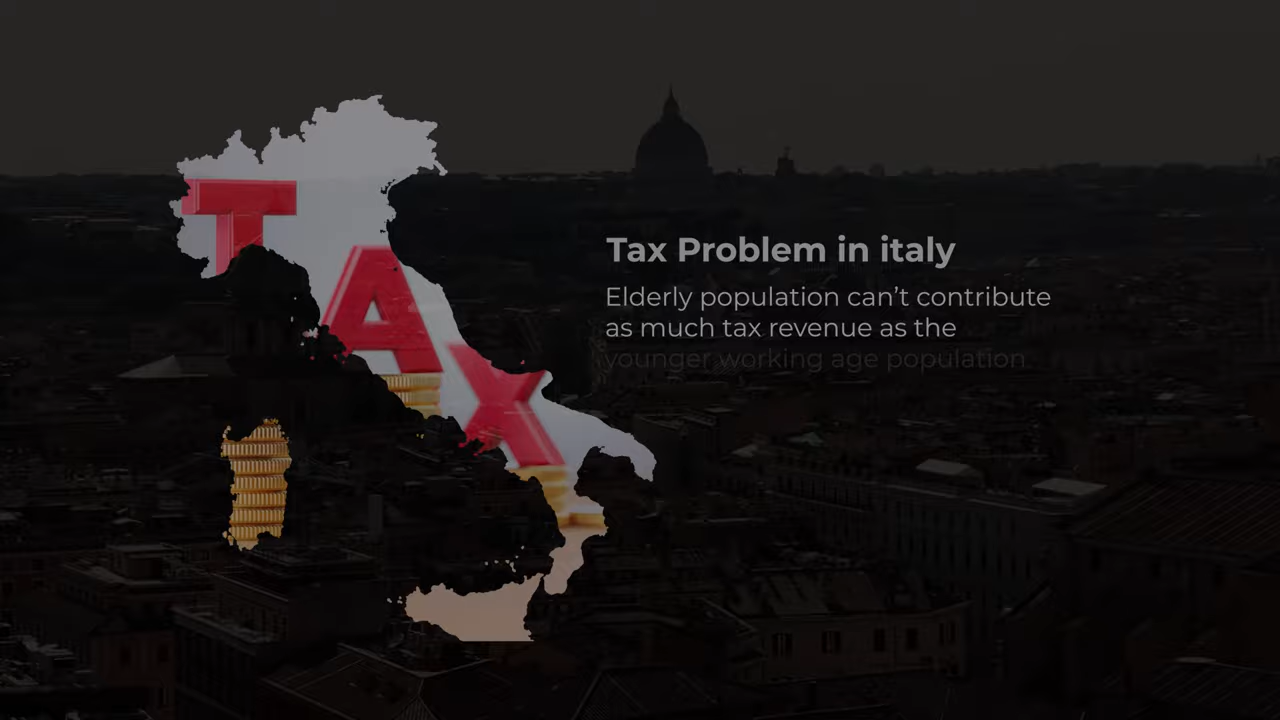 TAX
Tax Problem in italy
Elderly population can't contribute
as much tax revenue as the
younger working age population